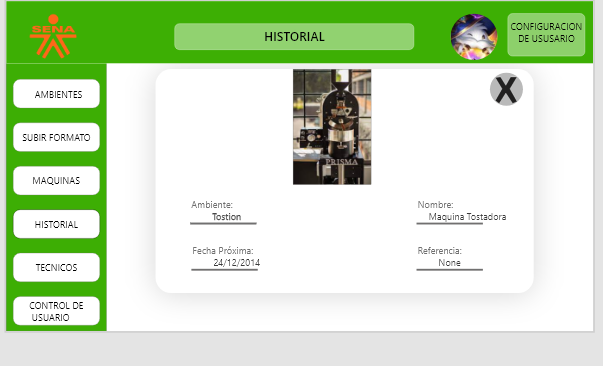 SENA
HISTORIAL
CONFIGURACION
DE USUSARIO
AMBIENTES
SUBIR FORMATO
MAQUINAS
HISTORIAL
TECNICOS
CONTROL DE
USUARIO
X
PRISMA
Ambiente:
Tostion
Nombre:
Maquina Tostadora
Fecha Próxima:
24/12/2014
Referencia:
None